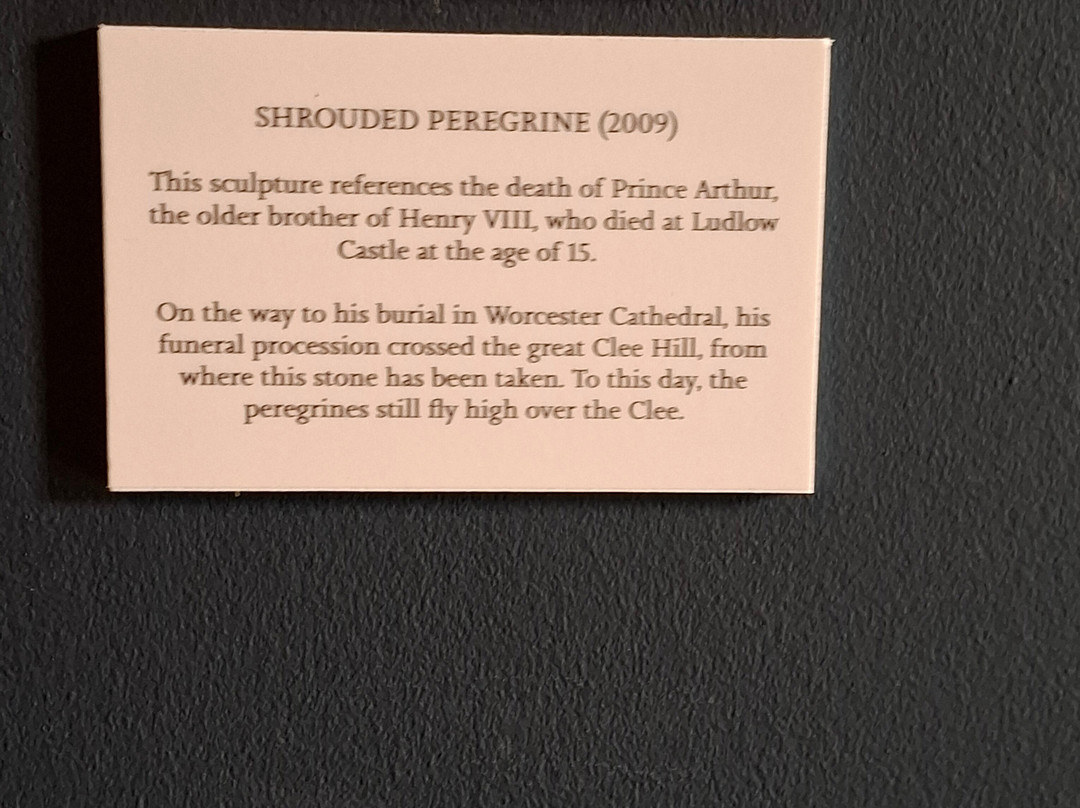 SHROUDED PEREGRINE (2009)
This sculpture references the death of Prince Arthur,
the older brother of Henry VIII, who died at Ludlow
Castle at the age of 15.
On the way to his burial in Worcester Cathedral, his
funeral procession crossed the great Clee Hill, from
where this stone has been taken. To this day, the
peregrines still fly high over the Clee.